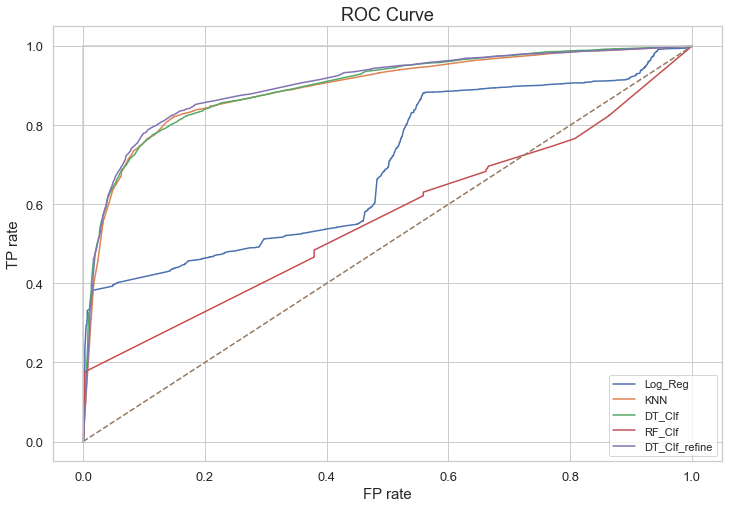 ROC Curve
TP rate
1.0
0.8
0.6
0.4
0.2
0.0
0.0 0.2 0.4 0.6 0.8 1.0
FP rate
Log_Reg
KNN
DT_Clf
RF_Clf
DT_Clf_refine